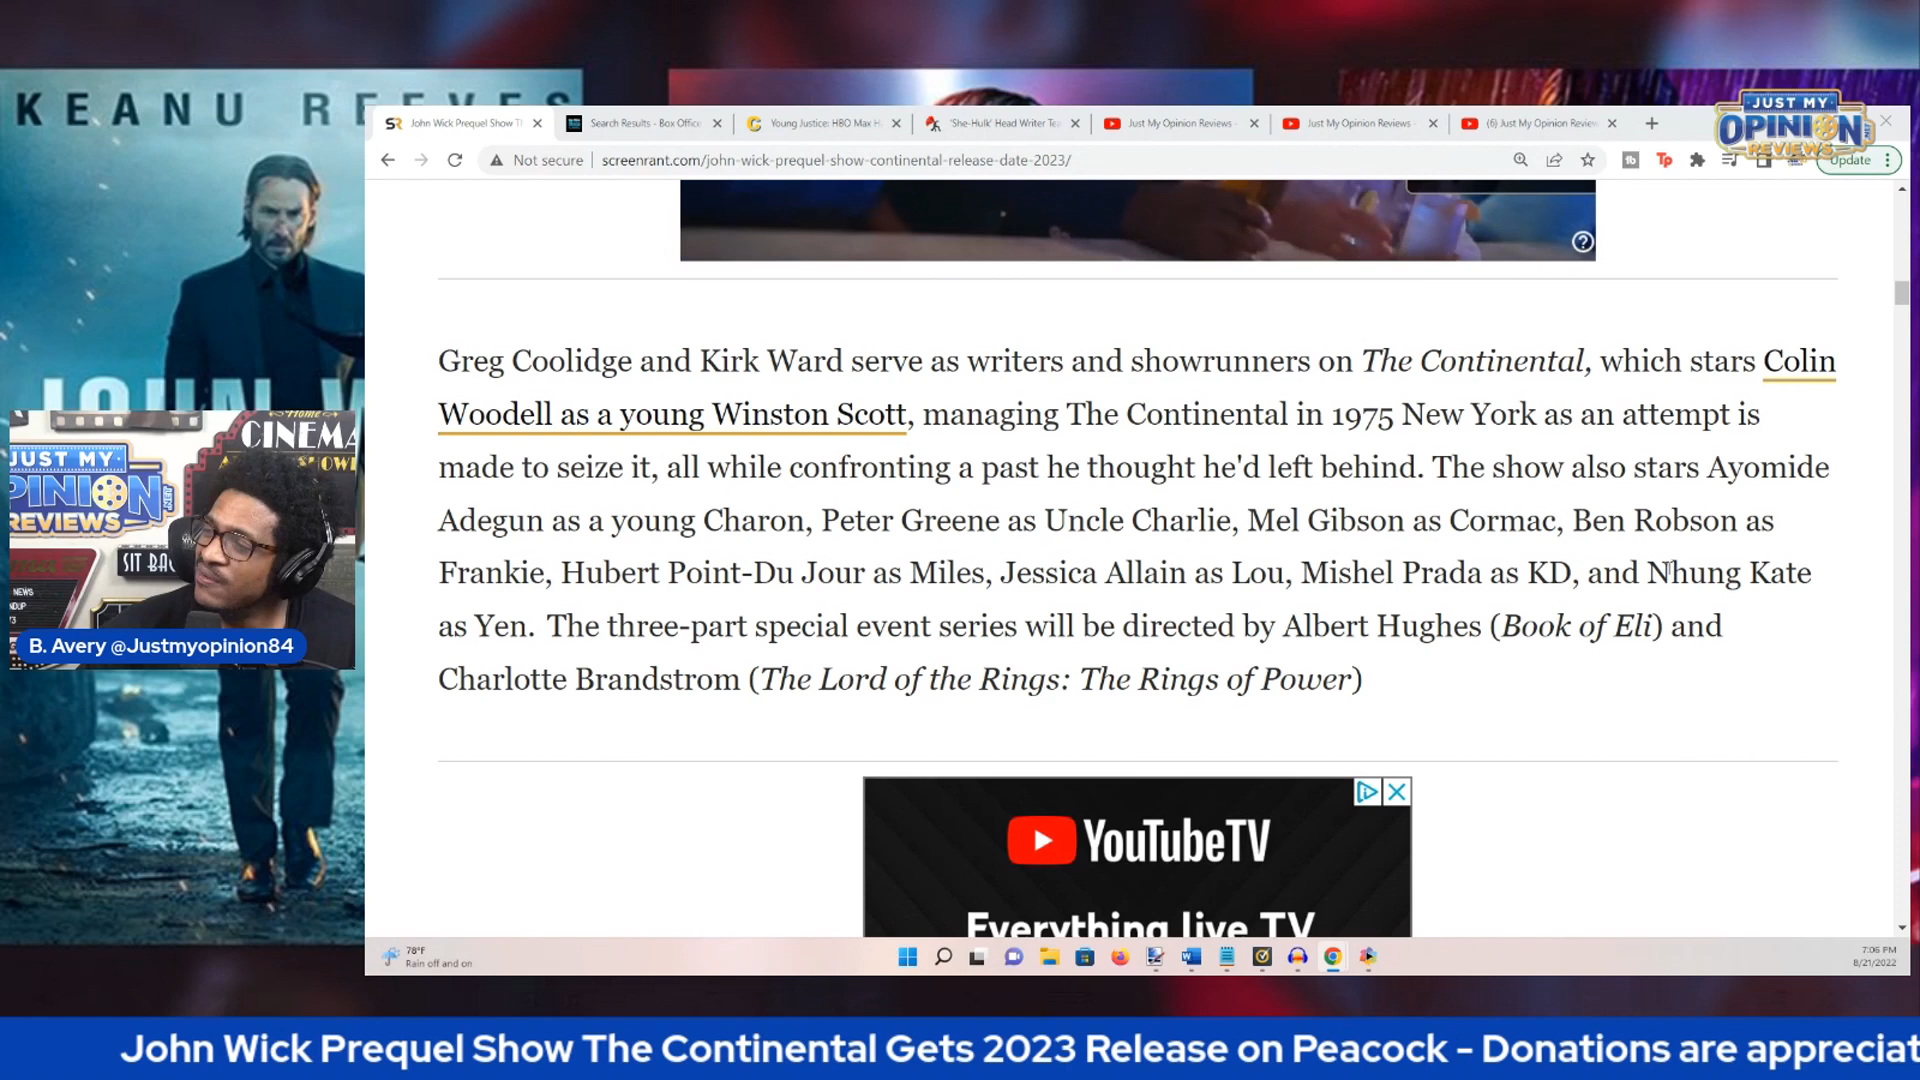 KEANU REEVES
JOHN W
John Wick Prequel Show Th
Search Results - Box Office
Young Justice: HBO Max H
'She-Hulk' Head Writer Tea
Just My Opinion Reviews -
Just My Opinion Reviews -
(6) Just My Opinion Review
JUST MY
OPINION
REVIEWS
Not secure
screenrant.com/john-wick-prequel-show-continental-release-date-2023/
Tp
Update
Greg Coolidge and Kirk Ward serve as writers and showrunners on The Continental, which stars Colin
Woodell as a young Winston Scott, managing The Continental in 1975 New York as an attempt is
made to seize it, all while confronting a past he thought he'd left behind. The show also stars Ayomide
Adegun as a young Charon, Peter Greene as Uncle Charlie, Mel Gibson as Cormac, Ben Robson as
Frankie, Hubert Point-Du Jour as Miles, Jessica Allain as Lou, Mishel Prada as KD, and Nhung Kate
as Yen. The three-part special event series will be directed by Albert Hughes (Book of Eli) and
Charlotte Brandstrom (The Lord of the Rings: The Rings of Power)
Home
CINEMA
JUST MY
PINION
REVIEWS
SIT BAC
NEWS
B. Avery @Justmyopinion84
YouTubeTV
Everything live TV
78°F
Rain off and on
7:06 PM
8/21/2022
John Wick Prequel Show The Continental Gets 2023 Release on Peacock - Donations are appreciat